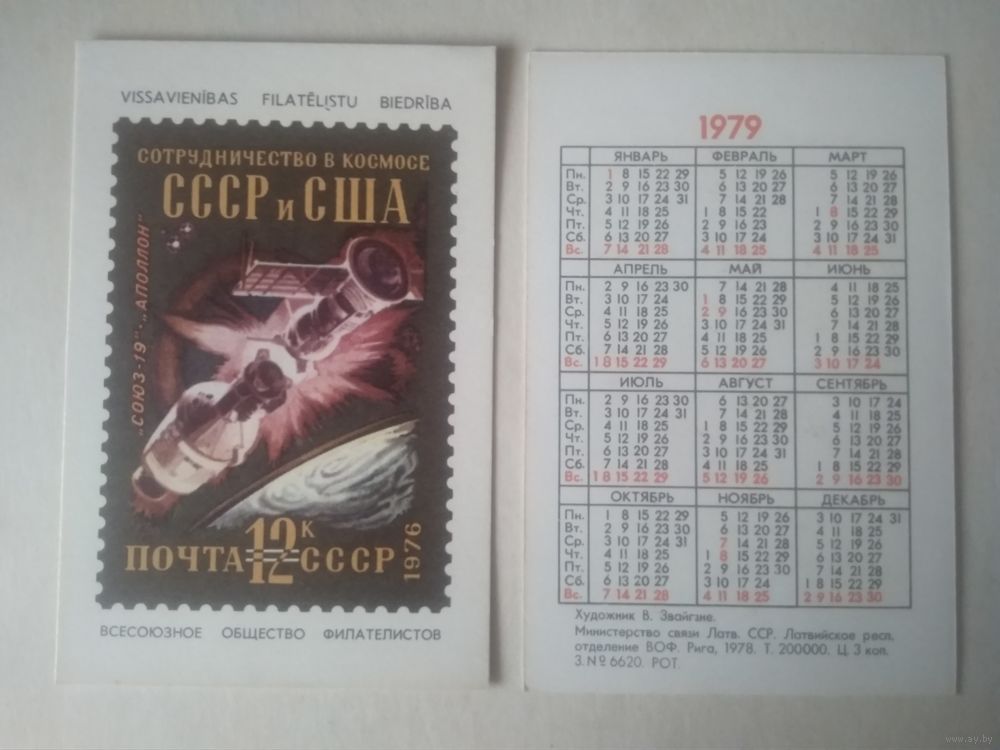 VISSAVIENĪBAS FILATĒLISTU BIEDRĪBA
СОТРУДНИЧЕСТВО В КОСМОСЕ
СССР и США
„СОЮЗ-19"-„АПОЛЛОН"
12 К
ПОЧТА СССР
1976
ВСЕСОЮЗНОЕ ОБЩЕСТВО ФИЛАТЕЛИСТОВ
1979
ЯНВАРЬ ФЕВРАЛЬ МАРТ
Пн. 1 8 15 22 29 5 12 19 26 5 12 19 26
Вт. 2 9 16 23 30 6 13 20 27 6 13 20 27
Ср. 3 10 17 24 31 7 14 21 28 7 14 21 28
Чт. 4 11 18 25 1 8 15 22 1 8 15 22 29
Пт. 5 12 19 26 2 9 16 23 2 9 16 23 30
Сб. 6 13 20 27 3 10 17 24 3 10 17 24 31
Вс. 7 14 21 28 4 11 18 25 4 11 18 25
АПРЕЛЬ МАЙ ИЮНЬ
Пн. 2 9 16 23 30 7 14 21 28 4 11 18 25
Вт. 3 10 17 24 1 8 15 22 29 5 12 19 26
Ср. 4 11 18 25 2 9 16 23 30 6 13 20 27
Чт. 5 12 19 26 3 10 17 24 31 7 14 21 28
Пт. 6 13 20 27 4 11 18 25 1 8 15 22 29
Сб. 7 14 21 28 5 12 19 26 2 9 16 23 30
Вс. 1 8 15 22 29 6 13 20 27 3 10 17 24
ИЮЛЬ АВГУСТ СЕНТЯБРЬ
Пн. 2 9 16 23 30 6 13 20 27 3 10 17 24
Вт. 3 10 17 24 31 7 14 21 28 4 11 18 25
Ср. 4 11 18 25 1 8 15 22 29 5 12 19 26
Чт. 5 12 19 26 2 9 16 23 30 6 13 20 27
Пт. 6 13 20 27 3 10 17 24 31 7 14 21 28
Сб. 7 14 21 28 4 11 18 25 1 8 15 22 29
Вс. 1 8 15 22 29 5 12 19 26 2 9 16 23 30
ОКТЯБРЬ НОЯБРЬ ДЕКАБРЬ
Пн. 1 8 15 22 29 5 12 19 26 3 10 17 24 31
Вт. 2 9 16 23 30 6 13 20 27 4 11 18 25
Ср. 3 10 17 24 31 7 14 21 28 5 12 19 26
Чт. 4 11 18 25 1 8 15 22 29 6 13 20 27
Пт. 5 12 19 26 2 9 16 23 30 7 14 21 28
Сб. 6 13 20 27 3 10 17 24 1 8 15 22 29
Вс. 7 14 21 28 4 11 18 25 2 9 16 23 30
Художник В. Звайгзне.
Министерство связи Латв. ССР. Латвийское респ.
отделение ВОФ. Рига, 1978. Т. 200000. Ц. 3 коп.
З. № 6620. РОТ.
www.ay.by